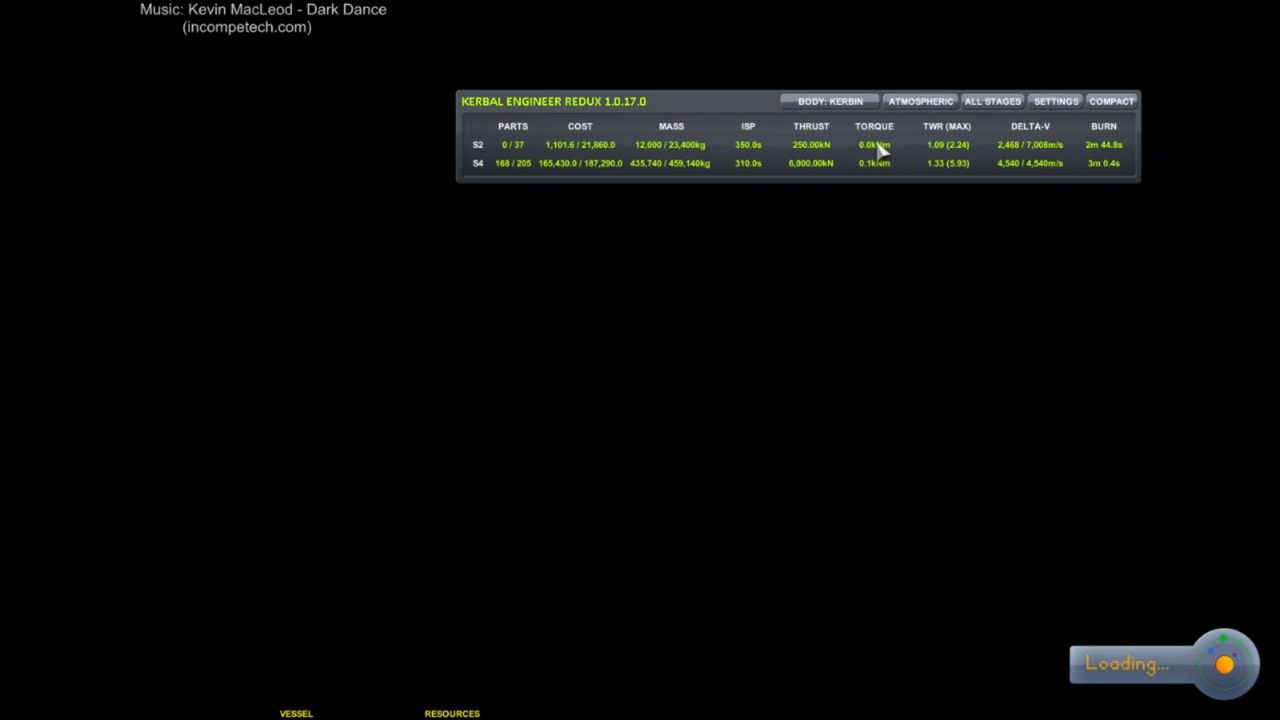 Music: Kevin MacLeod - Dark Dance
(incompetech.com)
KERBAL ENGINEER REDUX 1.0.17.0 BODY: KERBIN ATMOSPHERIC ALL STAGES SETTINGS COMPACT
PARTS COST MASS ISP THRUST TORQUE TWR (MAX) DELTA-V BURN
S2 0 / 37 1,101.6 / 21,860.0 12,000 / 23,400kg 350.0s 250.00kN 0.0kNm 1.09 (2.24) 2,468 / 7,008m/s 2m 44.8s
S4 168 / 205 165,430.0 / 187,290.0 435,740 / 459,140kg 310.0s 6,000.00kN 0.1kNm 1.33 (5.93) 4,540 / 4,540m/s 3m 0.4s
Loading...
VESSEL RESOURCES